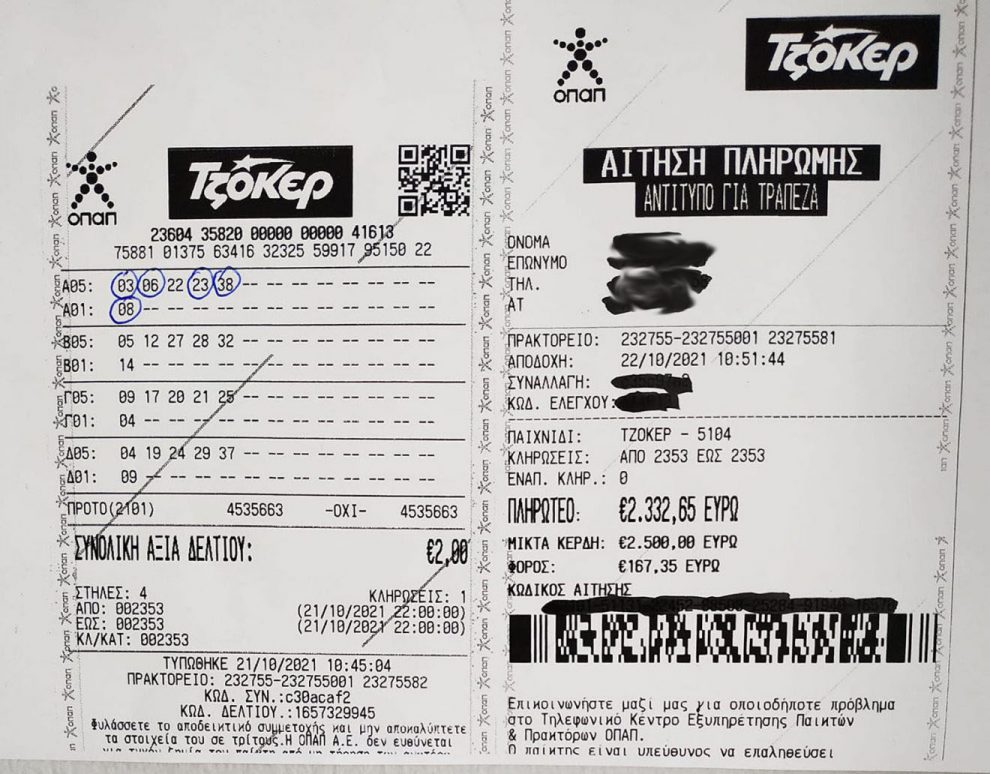 οπαπ
Τζόκερ
23604 35820 00000 00000 41613
75881 01375 63416 32325 59917 95150 22
Α05: 03 06 22 23 38 -- -- -- -- -- -- --
Α01: 08 -- -- -- -- -- -- -- -- -- -- --
Β05: 05 12 27 28 32 -- -- -- -- -- -- --
Β01: 14 -- -- -- -- -- -- -- -- -- -- --
Γ05: 09 17 20 21 25 -- -- -- -- -- -- --
Γ01: 04 -- -- -- -- -- -- -- -- -- -- --
Δ05: 04 19 24 29 37 -- -- -- -- -- -- --
Δ01: 09 -- -- -- -- -- -- -- -- -- -- --
ΠΡΟΤΟ(2101) 4535663 -ΟΧΙ- 4535663
ΣΥΝΟΛΙΚΗ ΑΞΙΑ ΔΕΛΤΙΟΥ: €2,00
ΣΤΗΛΕΣ: 4 ΚΛΗΡΩΣΕΙΣ: 1
ΑΠΟ: 002353 (21/10/2021 22:00:00)
ΕΩΣ: 002353 (21/10/2021 22:00:00)
ΚΛ/ΚΑΤ: 002353
ΤΥΠΩΘΗΚΕ 21/10/2021 10:45:04
ΠΡΑΚΤΟΡΕΙΟ: 232755-232755001 23275582
ΚΩΔ. ΣΥΝ.:c30acaf2
ΚΩΔ. ΔΕΛΤΙΟΥ.:1657329945
Φυλάσσετε το αποδεικτικό συμμετοχής και μην αποκαλύπτετε
τα στοιχεία του σε τρίτους.Η ΟΠΑΠ Α.Ε. δεν ευθύνεται
οπαπ
Τζόκερ
ΑΙΤΗΣΗ ΠΛΗΡΩΜΗΣ
ΑΝΤΙΤΥΠΟ ΓΙΑ ΤΡΑΠΕΖΑ
ΟΝΟΜΑ
ΕΠΩΝΥΜΟ
ΤΗΛ.
ΑΤ
ΠΡΑΚΤΟΡΕΙΟ: 232755-232755001 23275581
ΑΠΟΔΟΧΗ: 22/10/2021 10:51:44
ΣΥΝΑΛΛΑΓΗ:
ΚΩΔ. ΕΛΕΓΧΟΥ:
ΠΑΙΧΝΙΔΙ: ΤΖΟΚΕΡ - 5104
ΚΛΗΡΩΣΕΙΣ: ΑΠΟ 2353 ΕΩΣ 2353
ΕΝΑΠ. ΚΛΗΡ.: 0
ΠΛΗΡΩΤΕΟ: €2.332,65 ΕΥΡΩ
ΜΙΚΤΑ ΚΕΡΔΗ: €2.500,00 ΕΥΡΩ
ΦΟΡΟΣ: €167,35 ΕΥΡΩ
ΚΩΔΙΚΟΣ ΑΙΤΗΣΗΣ
Επικοινωνήστε μαζί μας για οποιοδήποτε πρόβλημα
στο Τηλεφωνικό Κέντρο Εξυπηρέτησης Παικτών
& Πρακτόρων ΟΠΑΠ.
Ο παίκτης είναι υπεύθυνος να επαληθεύσει